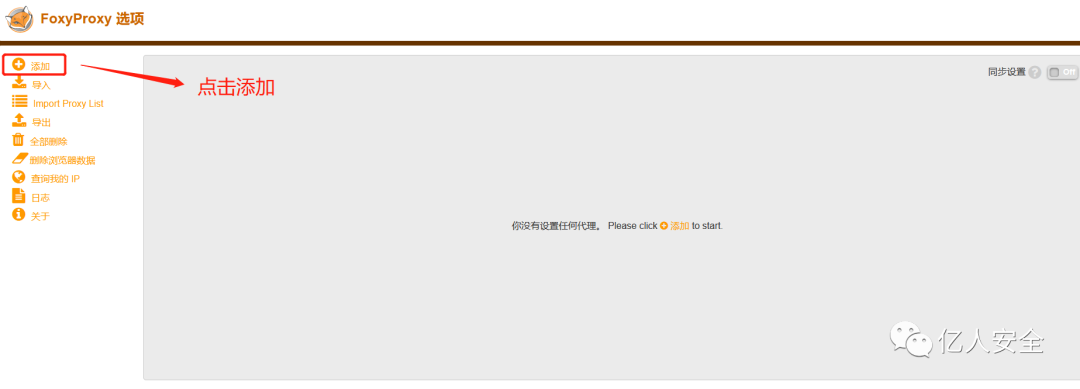 FoxyProxy 选项
添加
导入
Import Proxy List
导出
全部删除
删除浏览器数据
查询我的 IP
日志
关于
点击添加
同步设置 ? Off
你没有设置任何代理。 Please click 添加 to start.
亿人安全